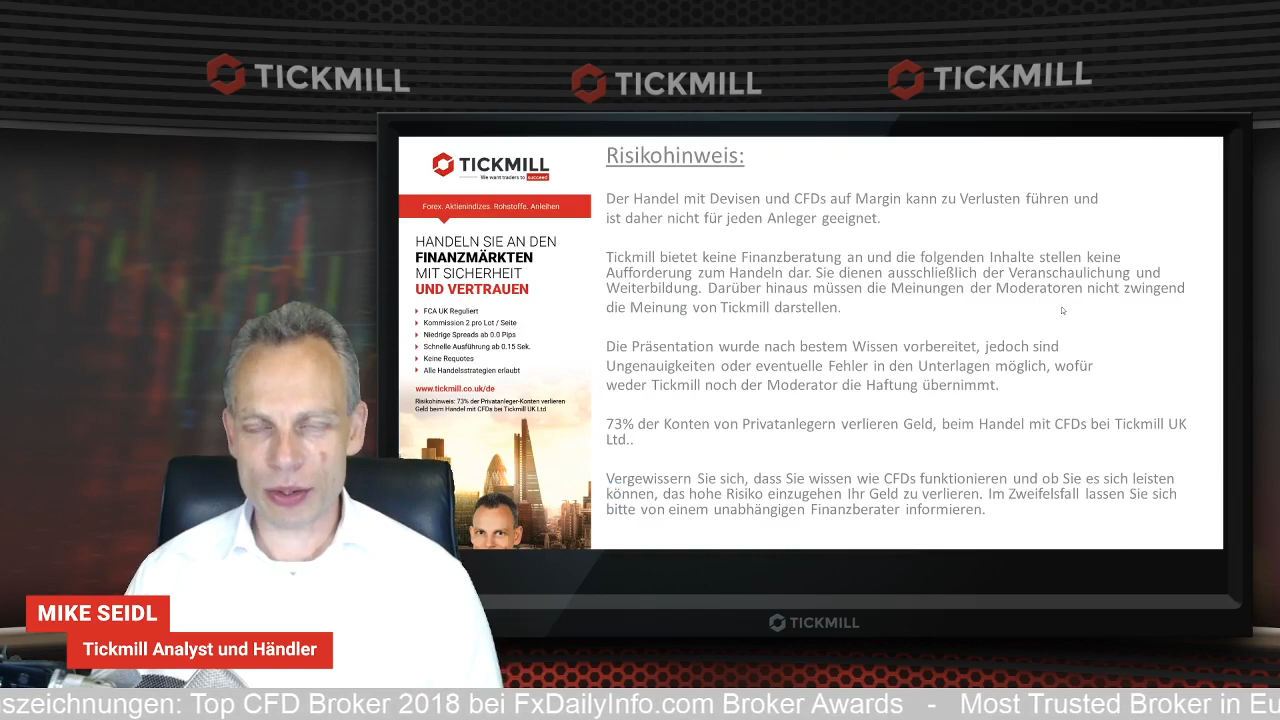 TICKMILL
TICKMILL
TICKMILL
TICKMILL
We want traders to succeed
Forex. Aktienindizes. Rohstoffe. Anleihen
HANDELN SIE AN DEN
FINANZMÄRKTEN
MIT SICHERHEIT
UND VERTRAUEN
FCA UK Reguliert
Kommission 2 pro Lot / Seite
Niedrige Spreads ab 0.0 Pips
Schnelle Ausführung ab 0.15 Sek.
Keine Requotes
Alle Handelsstrategien erlaubt
www.tickmill.co.uk/de
Risikohinweis: 73% der Privatanleger-Konten verlieren
Geld beim Handel mit CFDs bei Tickmill UK Ltd
Risikohinweis:
Der Handel mit Devisen und CFDs auf Margin kann zu Verlusten führen und
ist daher nicht für jeden Anleger geeignet.
Tickmill bietet keine Finanzberatung an und die folgenden Inhalte stellen keine
Aufforderung zum Handeln dar. Sie dienen ausschließlich der Veranschaulichung und
Weiterbildung. Darüber hinaus müssen die Meinungen der Moderatoren nicht zwingend
die Meinung von Tickmill darstellen.
Die Präsentation wurde nach bestem Wissen vorbereitet, jedoch sind
Ungenauigkeiten oder eventuelle Fehler in den Unterlagen möglich, wofür
weder Tickmill noch der Moderator die Haftung übernimmt.
73% der Konten von Privatanlegern verlieren Geld, beim Handel mit CFDs bei Tickmill UK
Ltd..
Vergewissern Sie sich, dass Sie wissen wie CFDs funktionieren und ob Sie es sich leisten
können, das hohe Risiko einzugehen Ihr Geld zu verlieren. Im Zweifelsfall lassen Sie sich
bitte von einem unabhängigen Finanzberater informieren.
TICKMILL
MIKE SEIDL
Tickmill Analyst und Händler
szeichnungen: Top CFD Broker 2018 bei FxDailyInfo.com Broker Awards - Most Trusted Broker in Eu